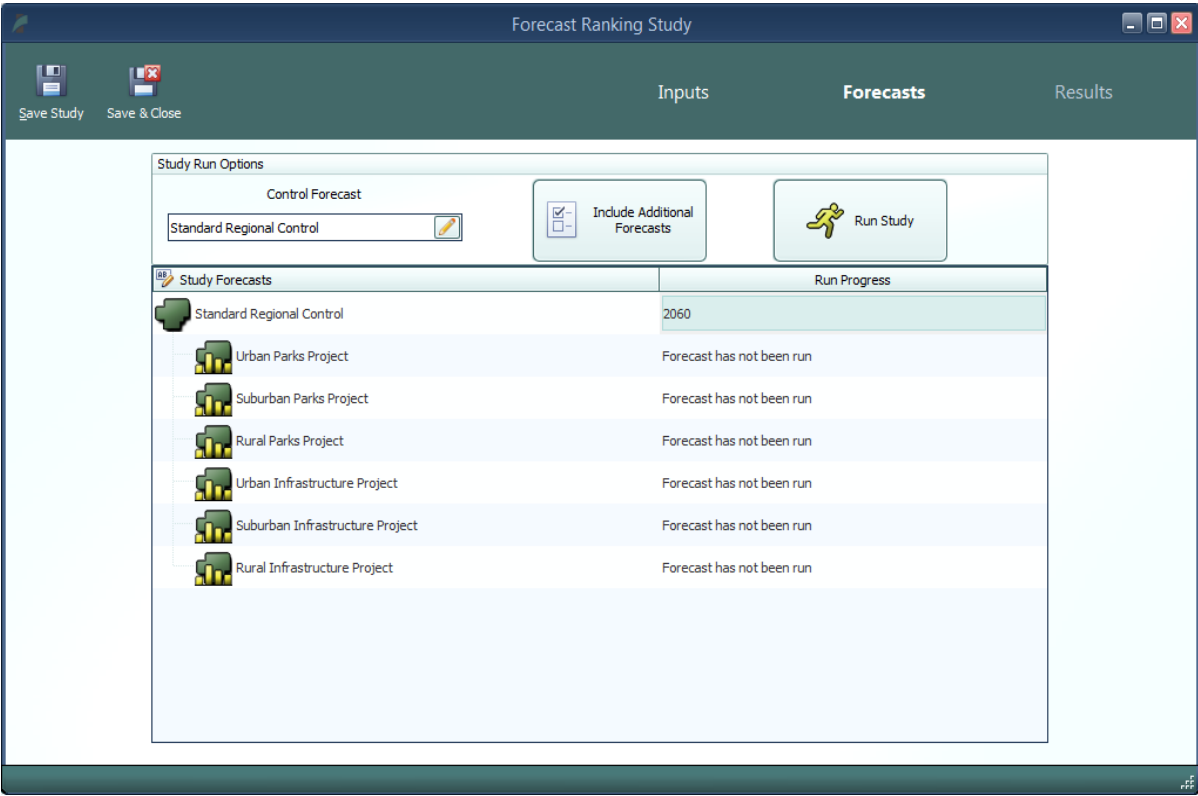 Forecast Ranking Study
Save Study
Save & Close
Inputs
Forecasts
Results
Study Run Options
Control Forecast
Standard Regional Control
Include Additional
Forecasts
Run Study
Study Forecasts
Run Progress
Standard Regional Control
2060
Urban Parks Project
Forecast has not been run
Suburban Parks Project
Forecast has not been run
Rural Parks Project
Forecast has not been run
Urban Infrastructure Project
Forecast has not been run
Suburban Infrastructure Project
Forecast has not been run
Rural Infrastructure Project
Forecast has not been run